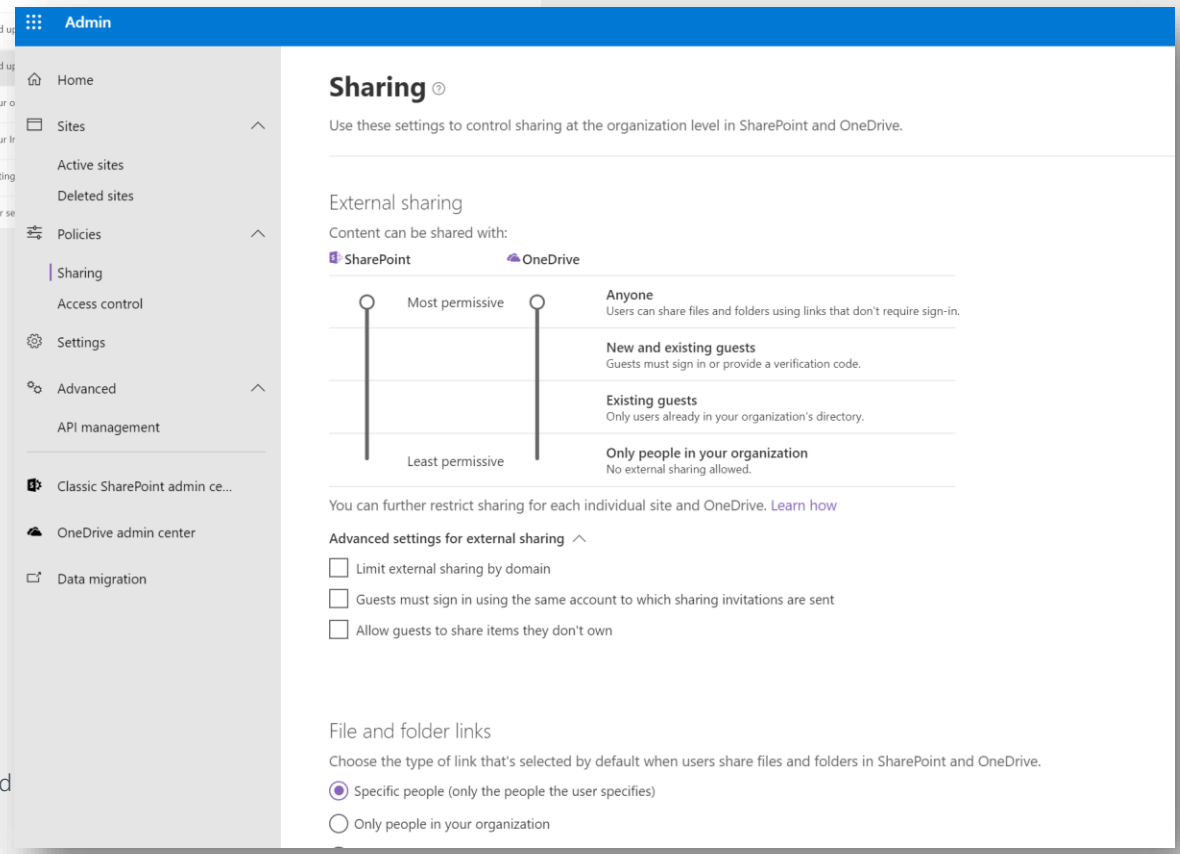 Admin
Home
Sites
Active sites
Deleted sites
Policies
Sharing
Access control
Settings
Advanced
API management
Classic SharePoint admin ce...
OneDrive admin center
Data migration
Sharing
Use these settings to control sharing at the organization level in SharePoint and OneDrive.
External sharing
Content can be shared with:
SharePoint OneDrive
Most permissive
Anyone
Users can share files and folders using links that don't require sign-in.
New and existing guests
Guests must sign in or provide a verification code.
Existing guests
Only users already in your organization's directory.
Least permissive
Only people in your organization
No external sharing allowed.
You can further restrict sharing for each individual site and OneDrive. Learn how
Advanced settings for external sharing
Limit external sharing by domain
Guests must sign in using the same account to which sharing invitations are sent
Allow guests to share items they don't own
File and folder links
Choose the type of link that's selected by default when users share files and folders in SharePoint and OneDrive.
Specific people (only the people the user specifies)
Only people in your organization